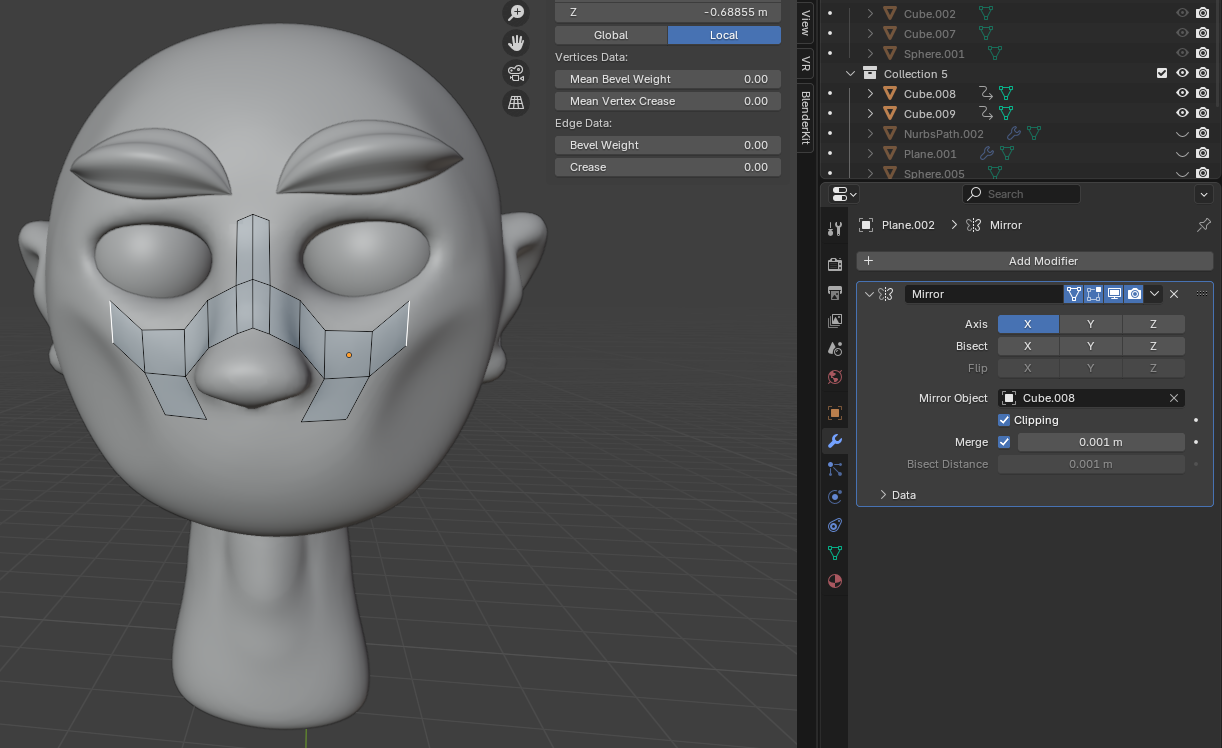 Z -0.68855 m
Global Local
Vertices Data:
Mean Bevel Weight 0.00
Mean Vertex Crease 0.00
Edge Data:
Bevel Weight 0.00
Crease 0.00
View
VR
BlenderKit
Cube.002
Cube.007
Sphere.001
Collection 5
Cube.008
Cube.009
NurbsPath.002
Plane.001
Sphere.005
Search
Plane.002 Mirror
Add Modifier
Mirror
Axis X Y Z
Bisect X Y Z
Flip X Y Z
Mirror Object Cube.008
Clipping
Merge 0.001 m
Bisect Distance 0.001 m
Data